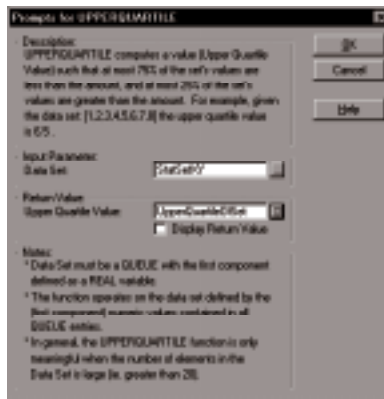 Prompts for UPPERQUARTILE
Description:
UPPERQUARTILE computes a value (Upper Quartile
Value) such that at most 75% of the set's values are
less than the amount, and at most 25% of the set's
values are greater than the amount. For example, given
the data set: [1,2,3,4,5,6,7,8] the upper quartile value
is 6.5.
OK
Cancel
Help
Input Parameter:
Data Set:
StatSetXY
Return Value:
Upper Quartile Value:
UpperQuartileOfSet
Display Return Value
Notes:
* Data Set must be a QUEUE with the first component
defined as a REAL variable.
* The function operates on the data set defined by the
(first component) numeric values contained in all
QUEUE entries.
* In general, the UPPERQUARTILE function is only
meaningful when the number of elements in the
Data Set is large (ie. greater than 20).